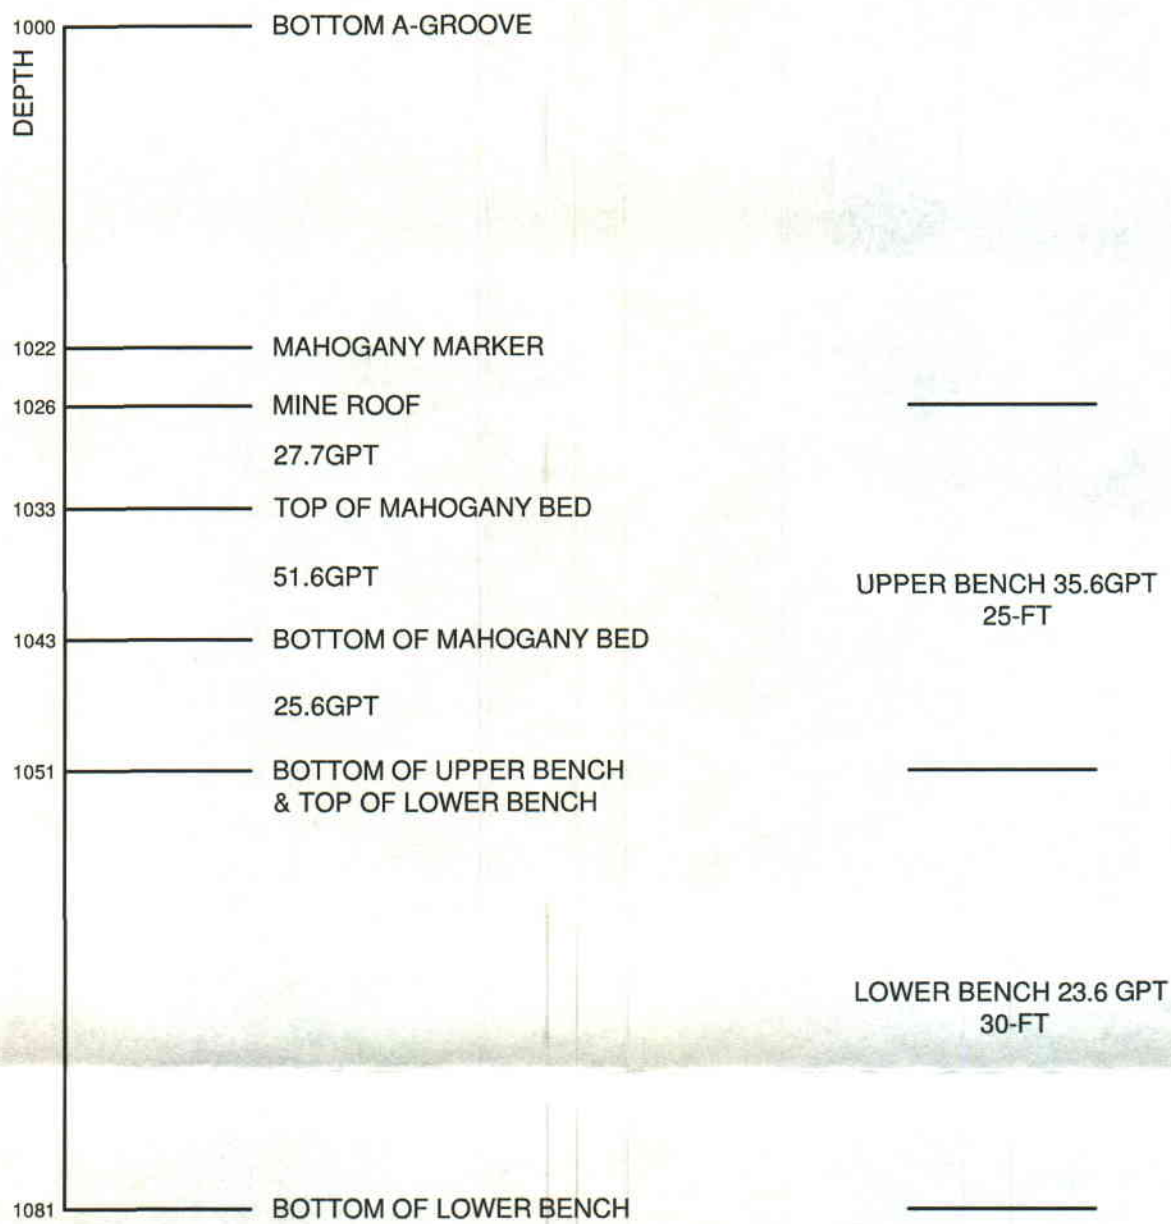 1000 BOTTOM A-GROOVE
DEPTH
1022 MAHOGANY MARKER
1026 MINE ROOF
27.7GPT
1033 TOP OF MAHOGANY BED
51.6GPT
UPPER BENCH 35.6GPT
25-FT
1043 BOTTOM OF MAHOGANY BED
25.6GPT
1051 BOTTOM OF UPPER BENCH
& TOP OF LOWER BENCH
LOWER BENCH 23.6 GPT
30-FT
1081 BOTTOM OF LOWER BENCH